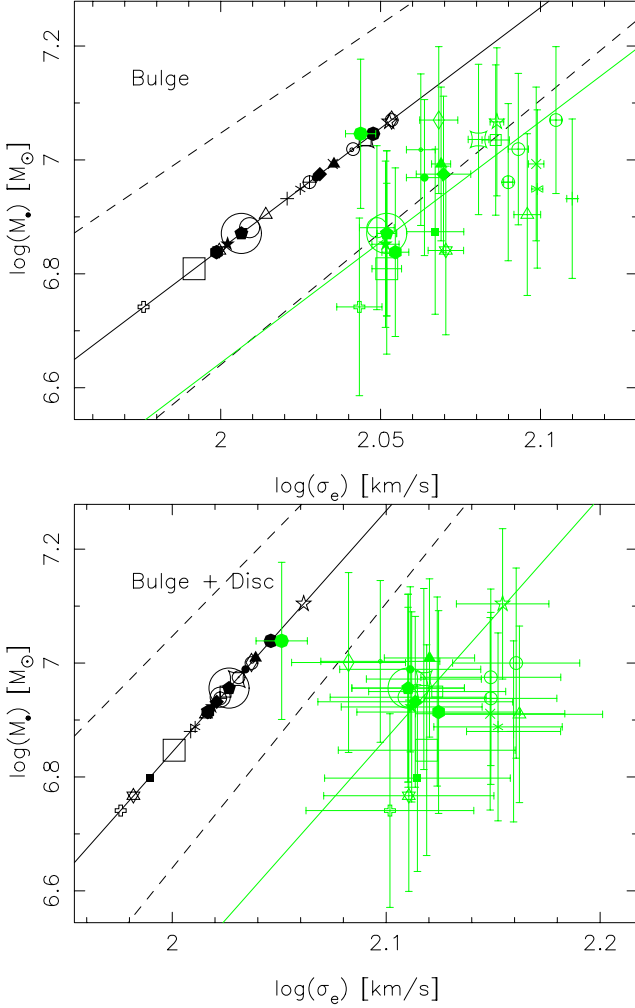 7.2
Bulge
7
log(M•) [M⊙]
6.8
6.6
2
2.05
2.1
log(σe) [km/s]
7.2
Bulge + Disc
7
log(M•) [M⊙]
6.8
6.6
2
2.1
2.2
log(σe) [km/s]